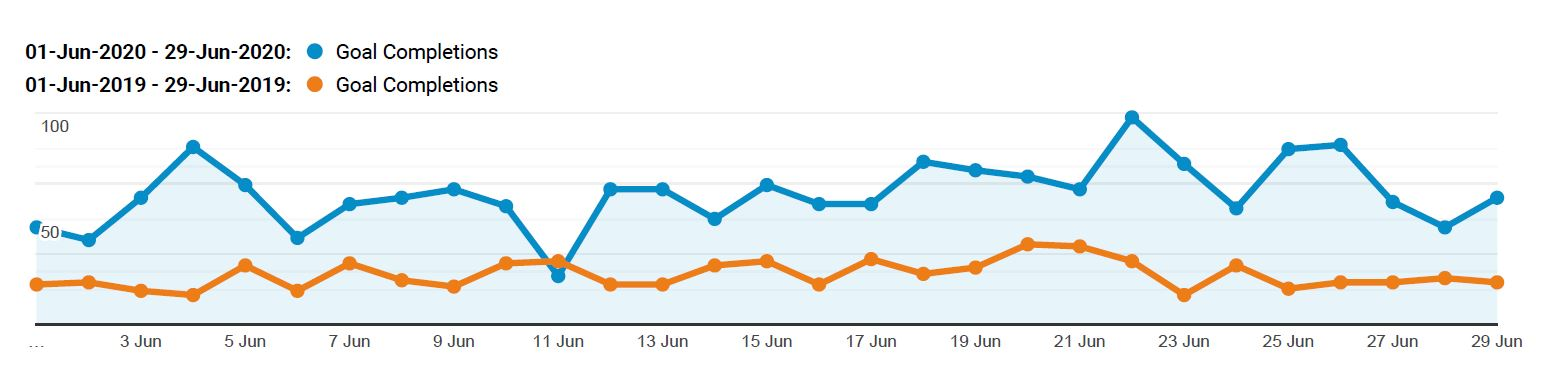 01-Jun-2020 - 29-Jun-2020: Goal Completions
01-Jun-2019 - 29-Jun-2019: Goal Completions
100
50
... 3 Jun 5 Jun 7 Jun 9 Jun 11 Jun 13 Jun 15 Jun 17 Jun 19 Jun 21 Jun 23 Jun 25 Jun 27 Jun 29 Jun